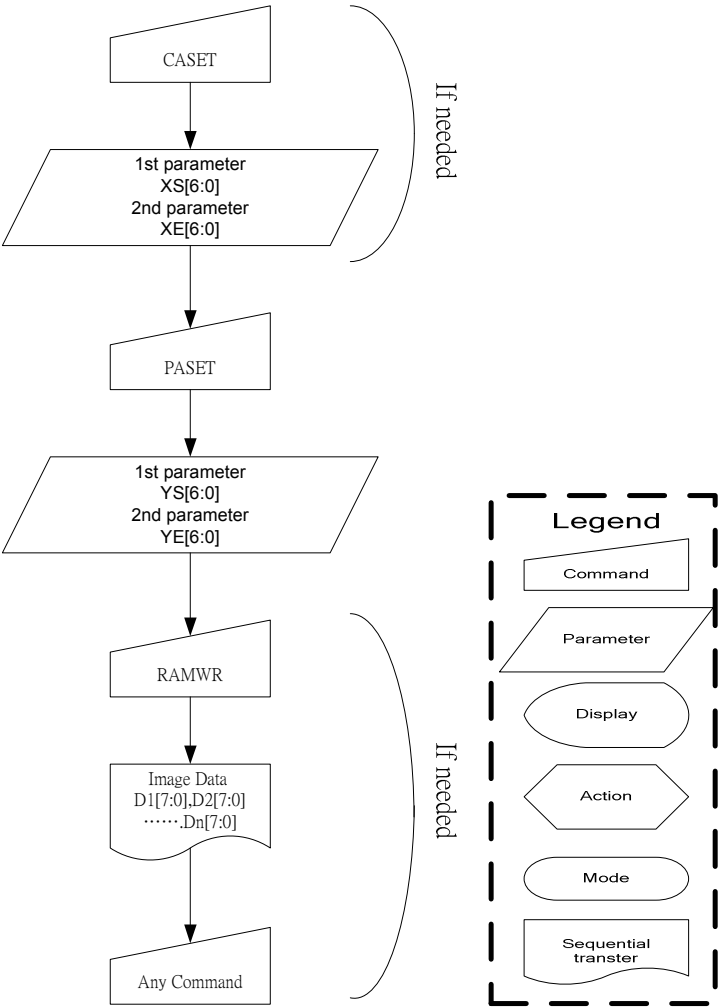 CASET
If needed
1st parameter
XS[6:0]
2nd parameter
XE[6:0]
PASET
1st parameter
YS[6:0]
2nd parameter
YE[6:0]
RAMWR
If needed
Image Data
D1[7:0],D2[7:0]
…….Dn[7:0]
Any Command
Legend
Command
Parameter
Display
Action
Mode
Sequential
transter